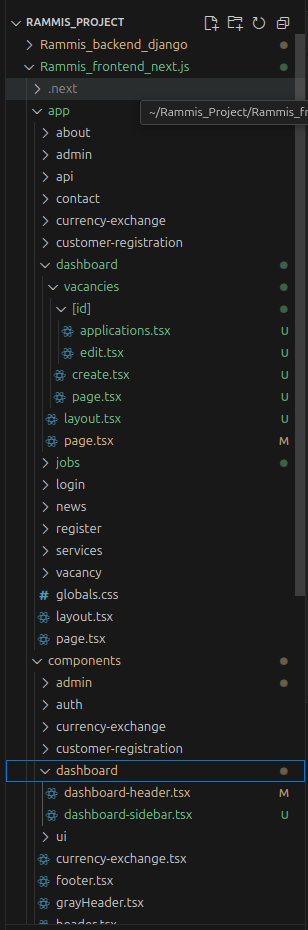 RAMMIS_PROJECT
Rammis_backend_django
Rammis_frontend_next.js
.next
app
~/Rammis_Project/Rammis_fr
about
admin
api
contact
currency-exchange
customer-registration
dashboard
vacancies
[id]
applications.tsx U
edit.tsx U
create.tsx U
page.tsx U
layout.tsx U
page.tsx M
jobs
login
news
register
services
vacancy
# globals.css
layout.tsx
page.tsx
components
admin
auth
currency-exchange
customer-registration
dashboard
dashboard-header.tsx M
dashboard-sidebar.tsx U
ui
currency-exchange.tsx
footer.tsx
grayHeader.tsx
header.tsx